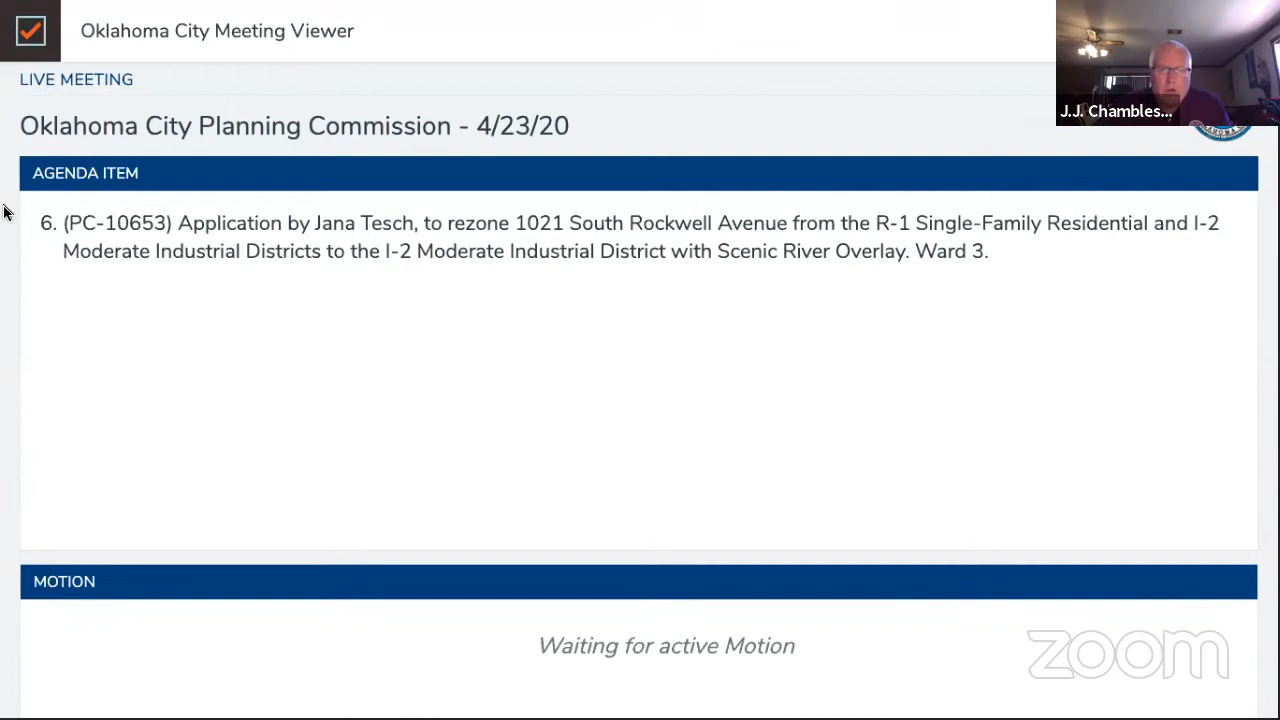 Oklahoma City Meeting Viewer
LIVE MEETING
J.J. Chambles...
Oklahoma City Planning Commission - 4/23/20
AGENDA ITEM
6. (PC-10653) Application by Jana Tesch, to rezone 1021 South Rockwell Avenue from the R-1 Single-Family Residential and I-2
Moderate Industrial Districts to the I-2 Moderate Industrial District with Scenic River Overlay. Ward 3.
MOTION
Waiting for active Motion
zoom